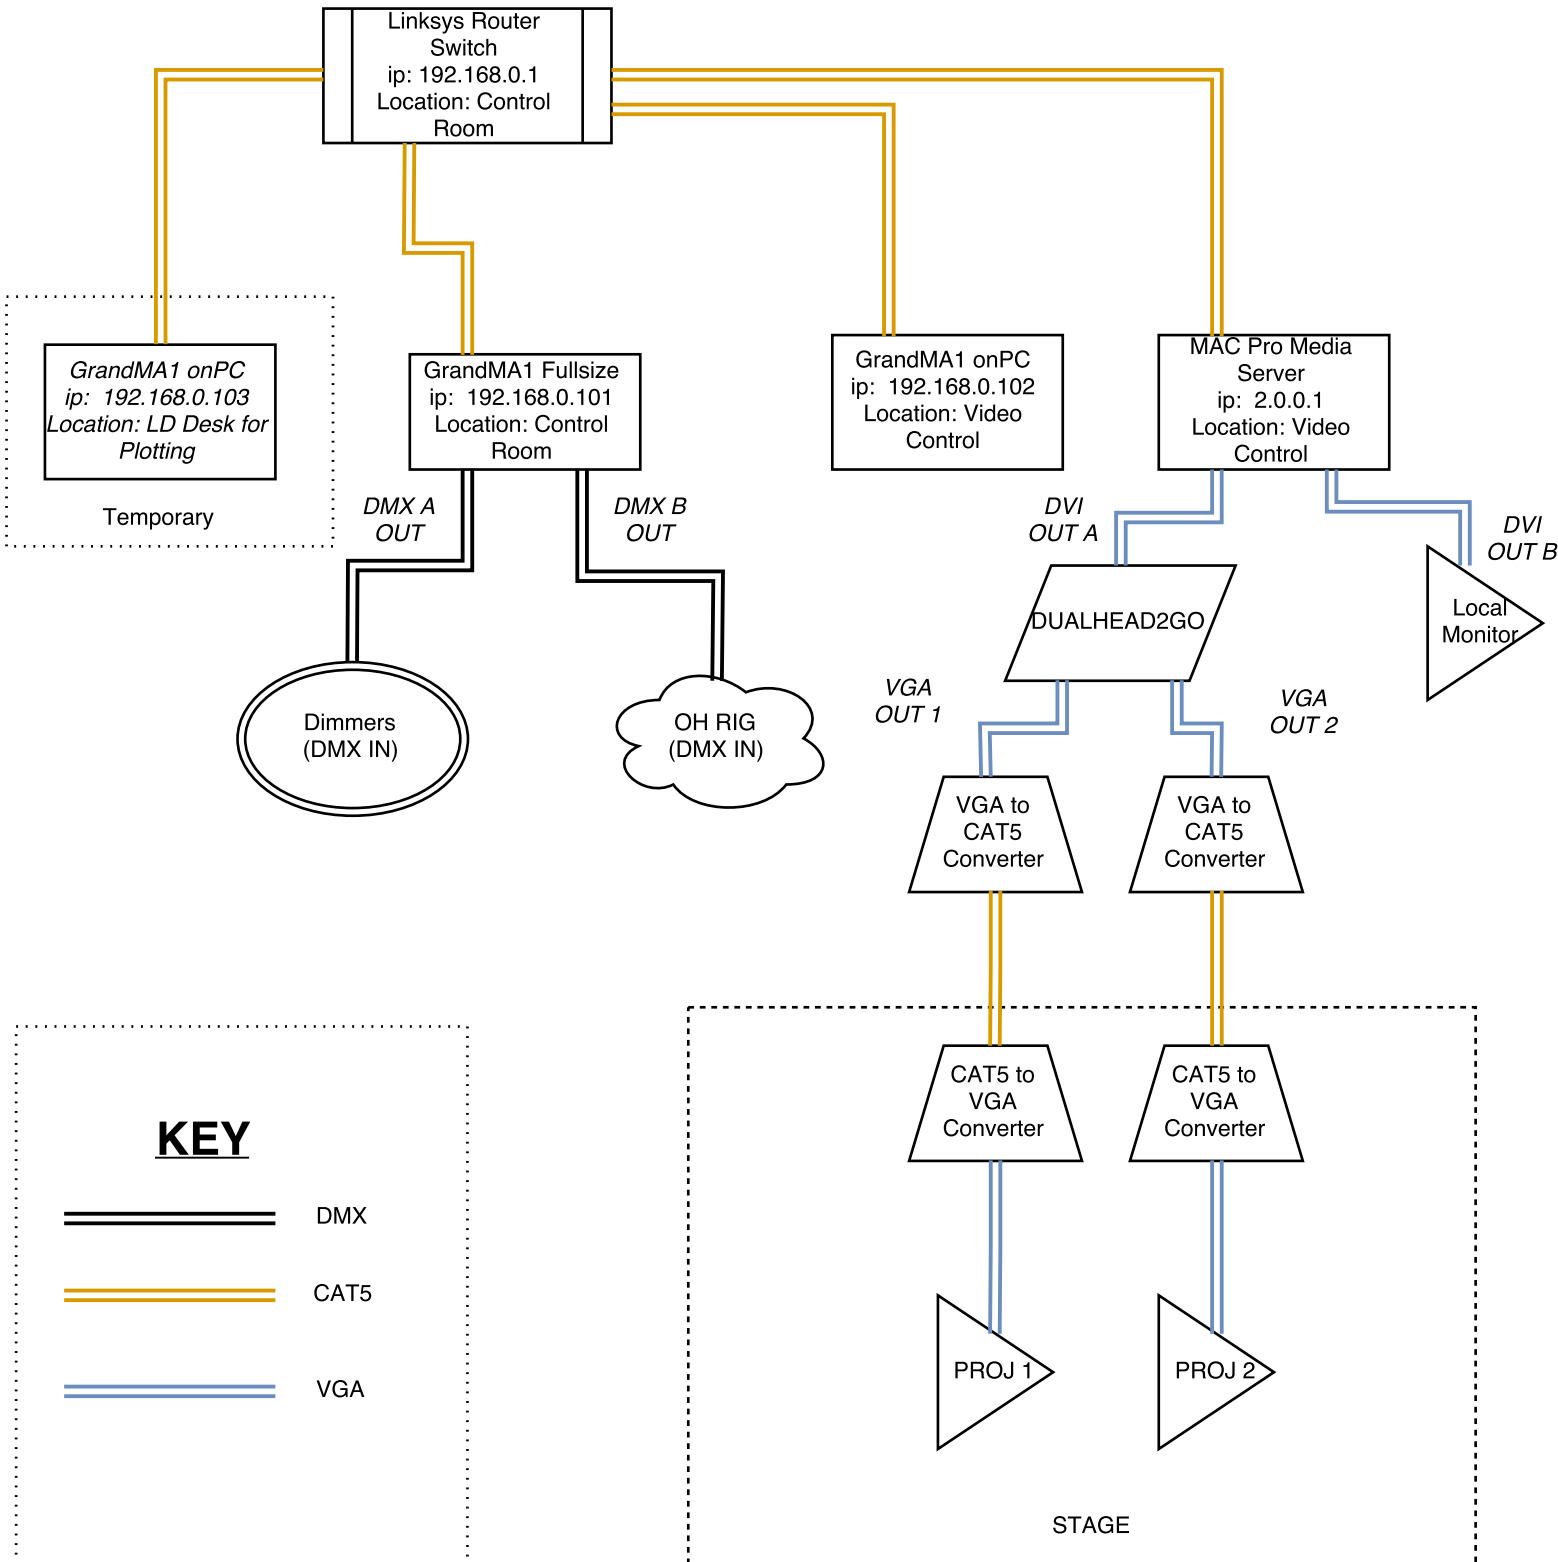 Linksys Router
Switch
ip: 192.168.0.1
Location: Control
Room
GrandMA1 onPC
ip:  192.168.0.103
Location: LD Desk for
Plotting
Temporary
GrandMA1 Fullsize
ip:  192.168.0.101
Location: Control
Room
GrandMA1 onPC
ip:  192.168.0.102
Location: Video
Control
MAC Pro Media
Server
ip:  2.0.0.1
Location: Video
Control
DMX A
OUT
DMX B
OUT
DVI
OUT A
DVI
OUT B
DUALHEAD2GO
Local
Monitor
VGA
OUT 1
VGA
OUT 2
Dimmers
(DMX IN)
OH RIG
(DMX IN)
VGA to
CAT5
Converter
VGA to
CAT5
Converter
CAT5 to
VGA
Converter
CAT5 to
VGA
Converter
PROJ 1
PROJ 2
STAGE
KEY
DMX
CAT5
VGA